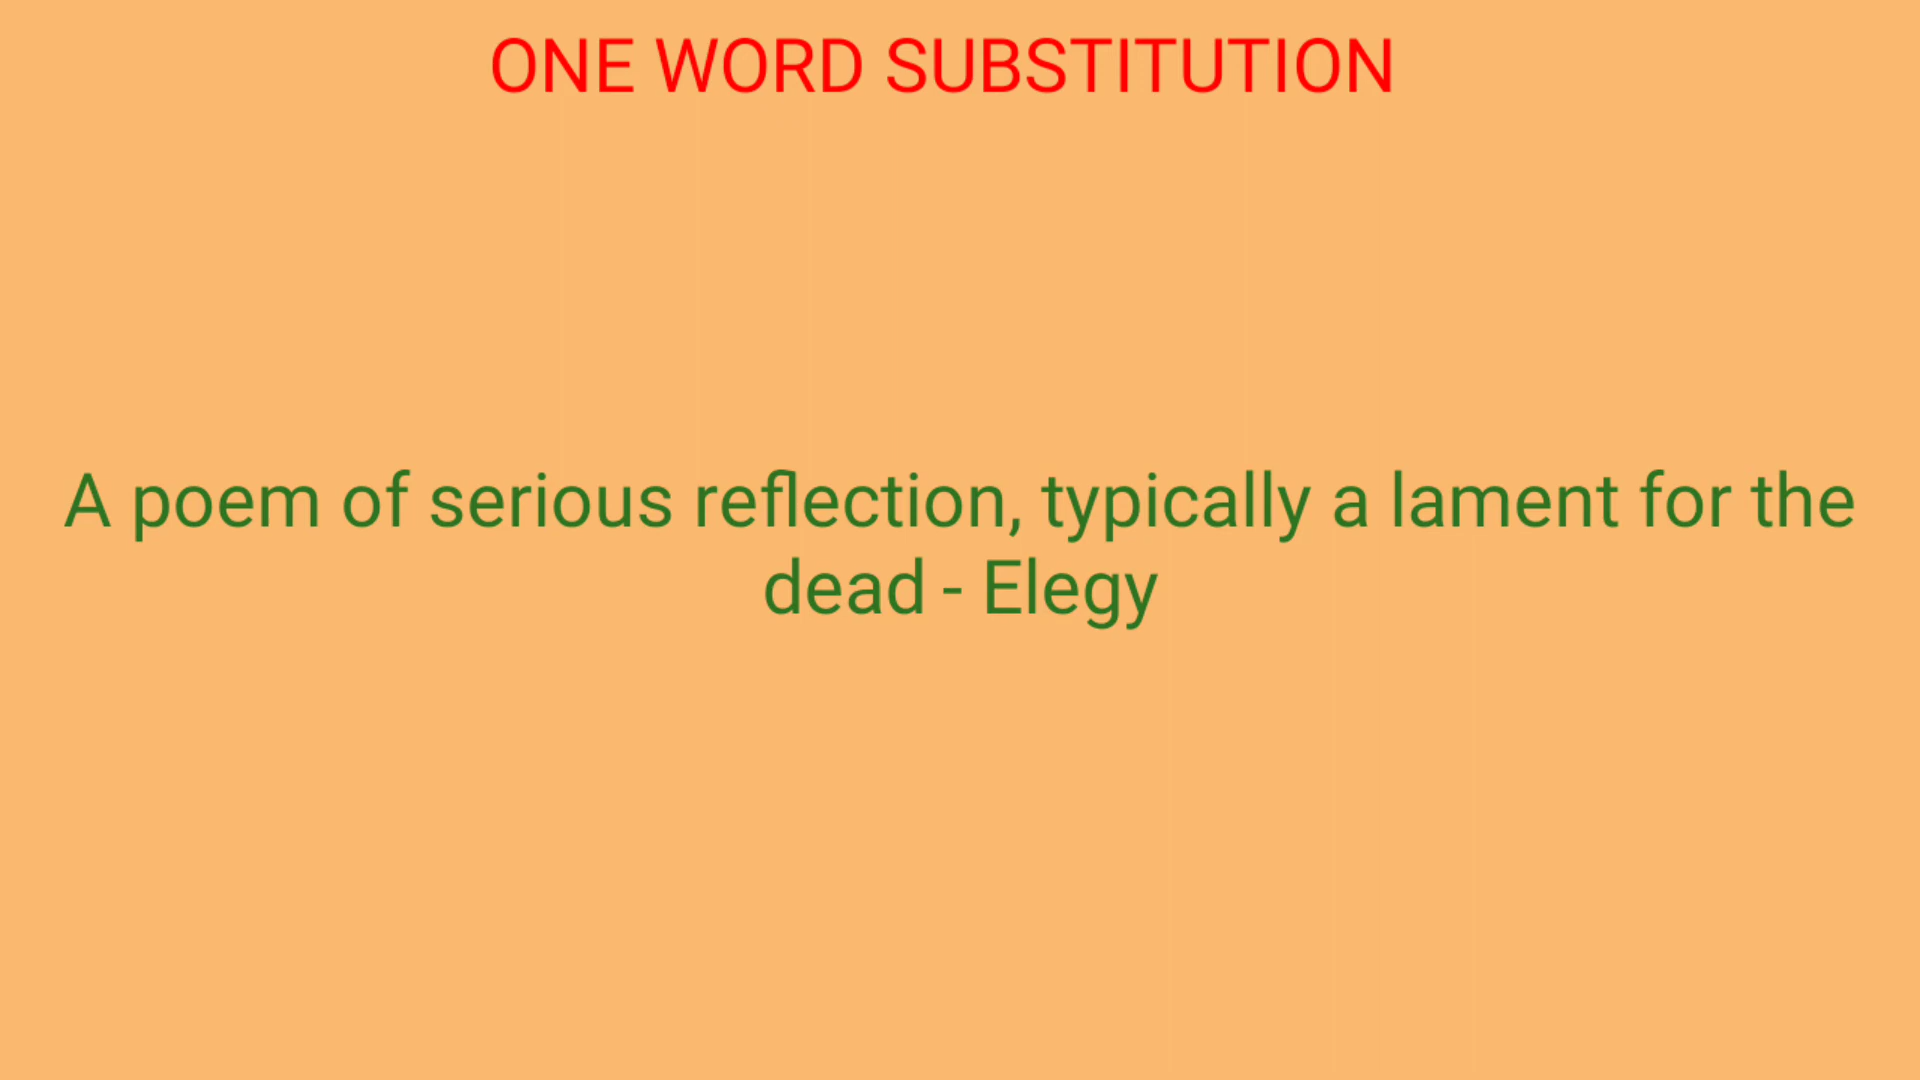 ONE WORD SUBSTITUTION
A poem of serious reflection, typically a lament for the
dead - Elegy